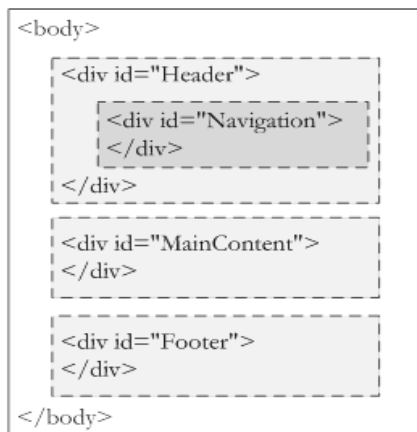 <body>
<div id="Header">
<div id="Navigation">
</div>
</div>
<div id="MainContent">
</div>
<div id="Footer">
</div>
</body>